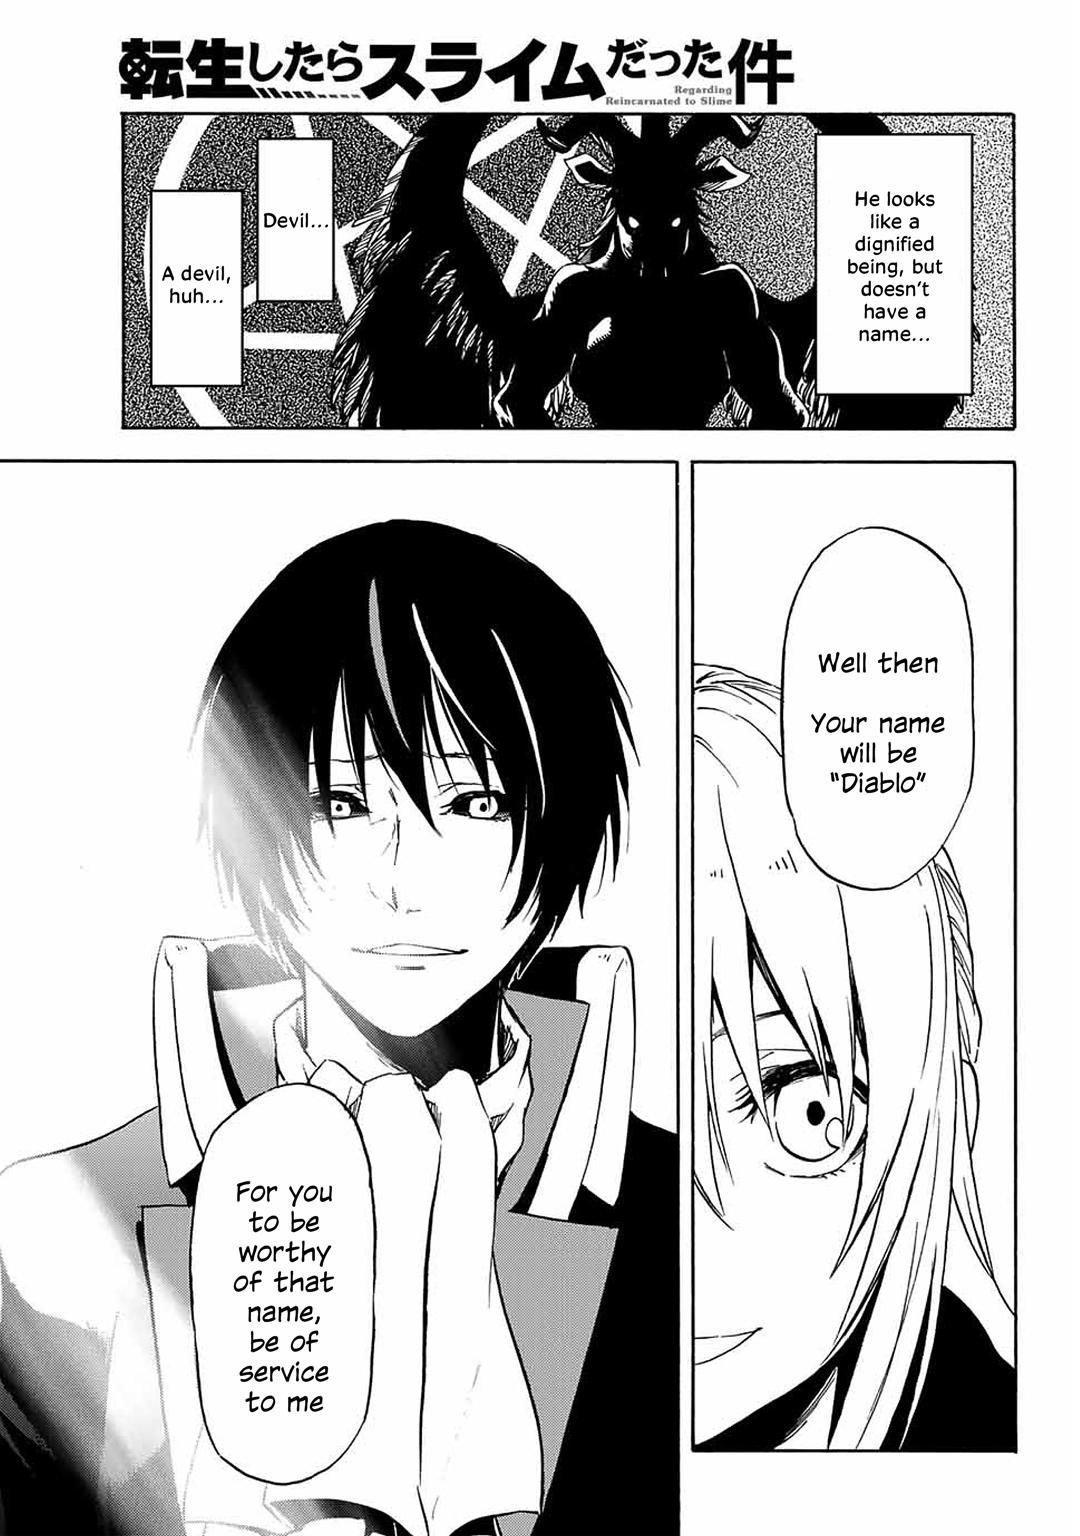 転生したらスライムだった件
Regarding
Reincarnated to Slime
He looks
like a
dignified
being, but
doesn't
have a
name...
Devil...
A devil,
huh...
Well then
Your name
will be
“Diablo”
For you
to be
worthy
of that
name,
be of
service
to me